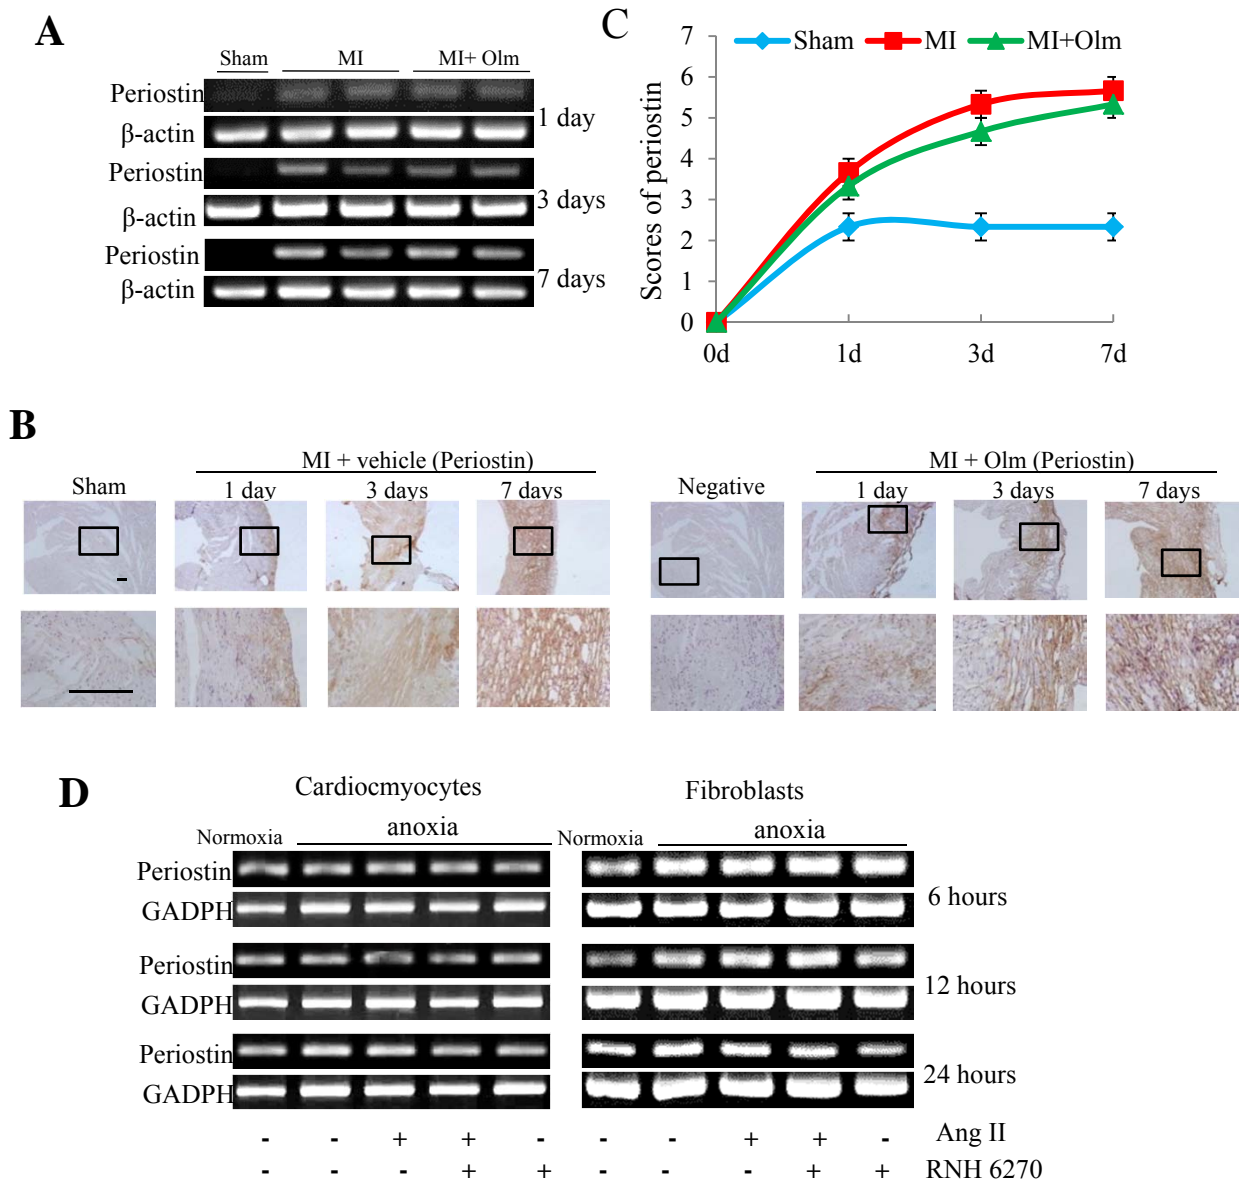 A
Sham MI MI+ Olm
Periostin
β-actin
1 day
Periostin
β-actin
3 days
Periostin
β-actin
7 days
C
Sham MI MI+Olm
Scores of periostin
7
6
5
4
3
2
1
0
0d 1d 3d 7d
B
MI + vehicle (Periostin)
Sham 1 day 3 days 7 days
MI + Olm (Periostin)
Negative 1 day 3 days 7 days
D
Cardiocmyocytes
Normoxia anoxia
Fibroblasts
Normoxia anoxia
Periostin
GADPH
6 hours
Periostin
GADPH
12 hours
Periostin
GADPH
24 hours
- - + + - - - + + - Ang II
- - - + + - - - + + RNH 6270